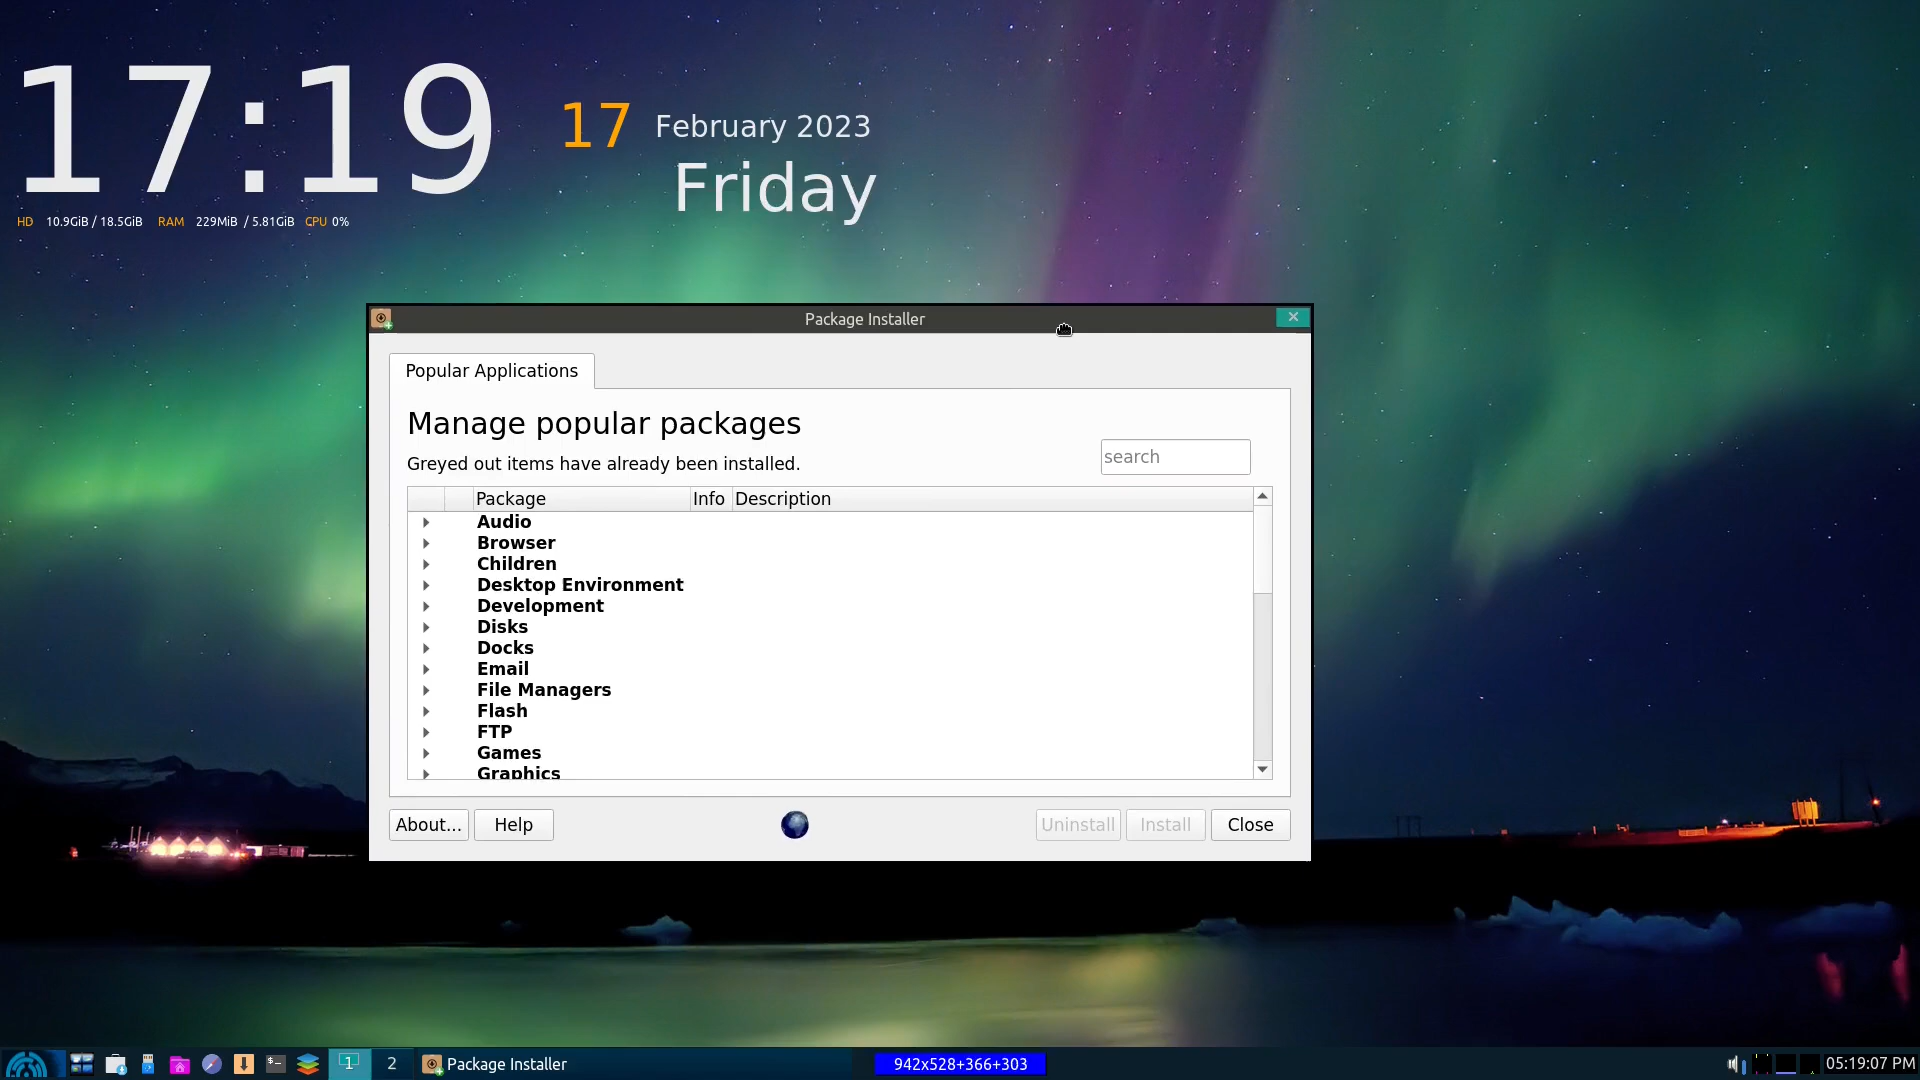 17:19
17 February 2023
Friday
HD 10.9GiB / 18.5GiB RAM 229MiB / 5.81GiB CPU 0%
Package Installer
Popular Applications
Manage popular packages
Greyed out items have already been installed.
search
Package Info Description
Audio
Browser
Children
Desktop Environment
Development
Disks
Docks
Email
File Managers
Flash
FTP
Games
Graphics
About... Help Uninstall Install Close
1 2 Package Installer 942x528+366+303 05:19:07 PM